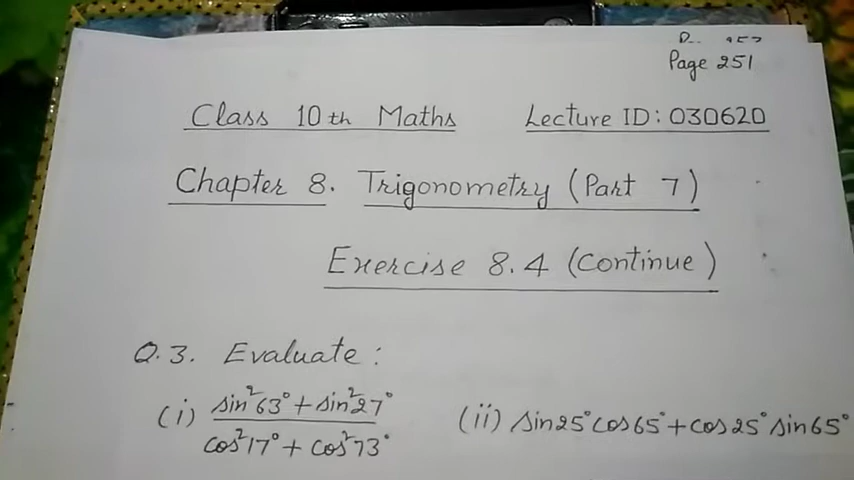 Page 251
Class 10th Maths Lecture ID: 030620
Chapter 8. Trigonometry (Part 7)
Exercise 8.4 (Continue)
Q.3. Evaluate:
(i) (sin²63° + sin²27°) / (cos²17° + cos²73°) (ii) sin25° cos65° + cos25° sin65°